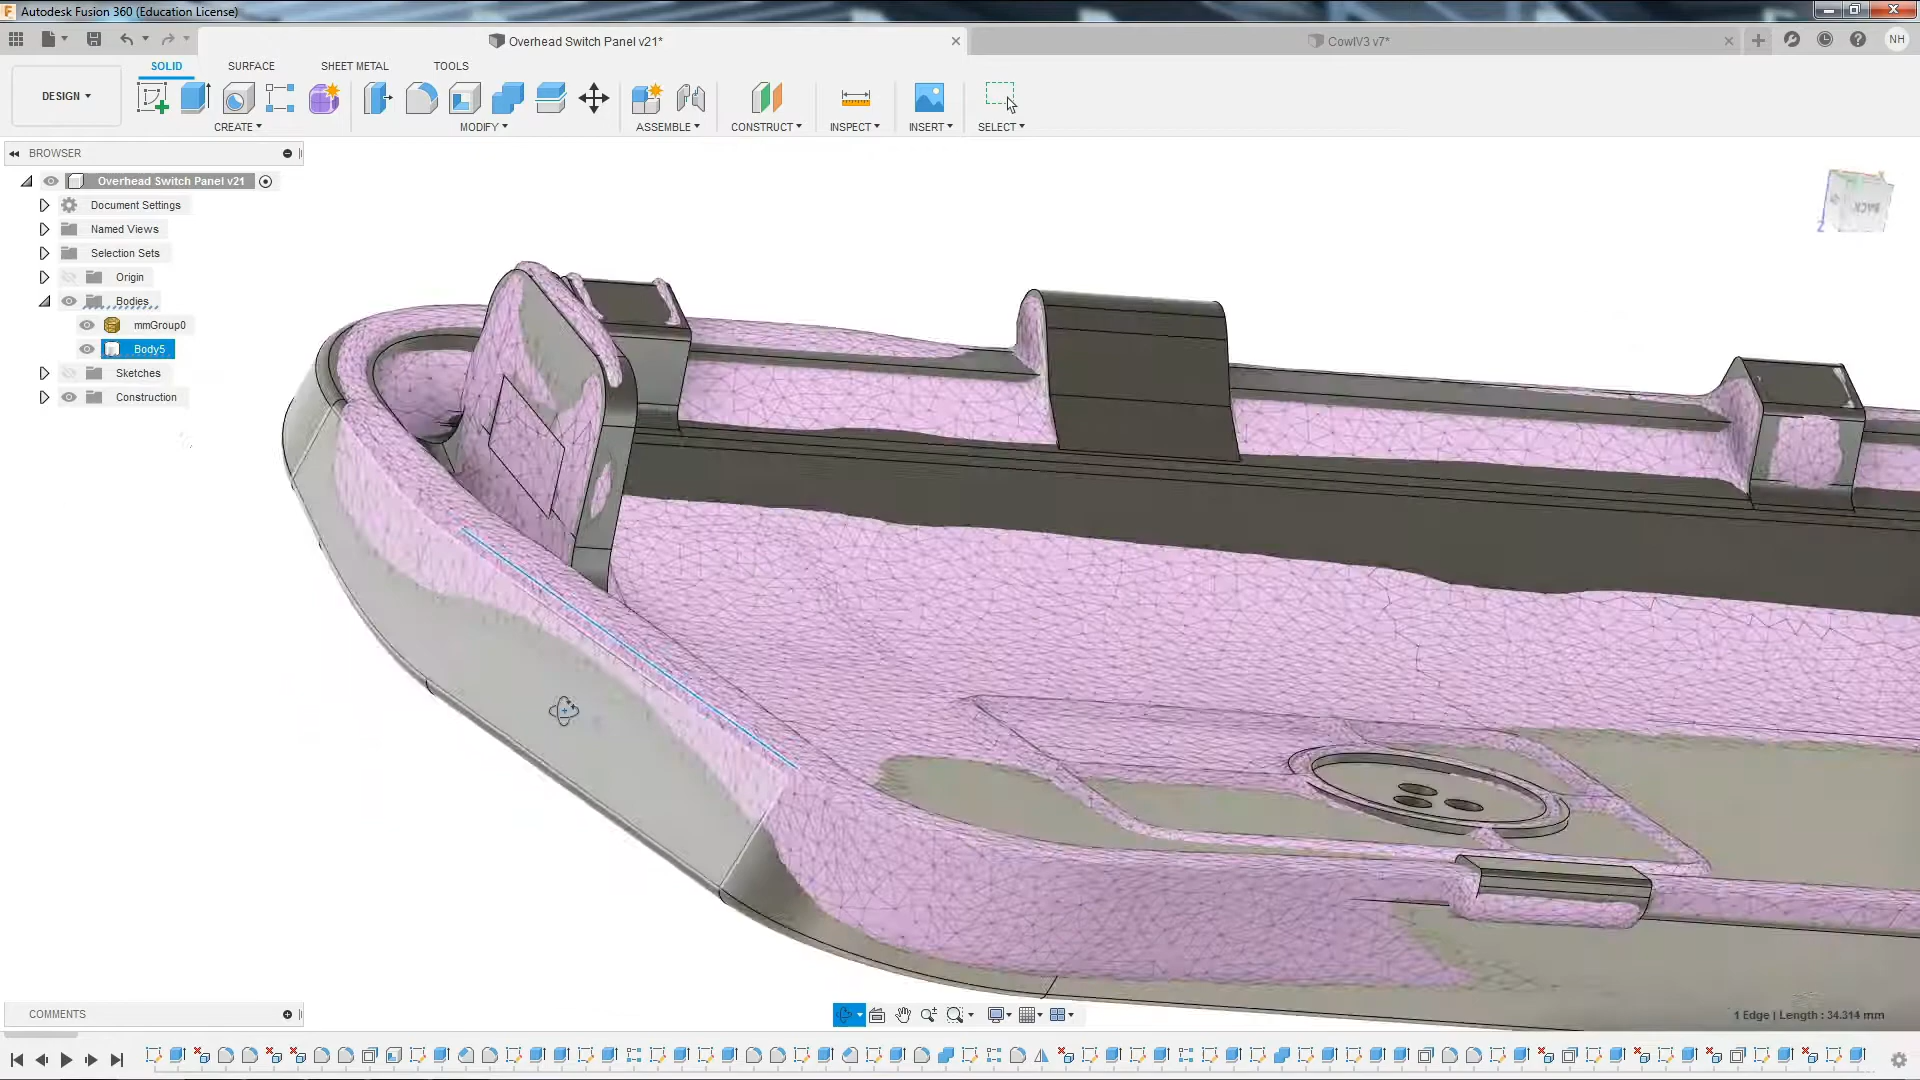 Autodesk Fusion 360 (Education License)
Overhead Switch Panel v21*
CowlV3 v7*
NH
DESIGN
SOLID
SURFACE
SHEET METAL
TOOLS
CREATE
MODIFY
ASSEMBLE
CONSTRUCT
INSPECT
INSERT
SELECT
BROWSER
Overhead Switch Panel v21
Document Settings
Named Views
Selection Sets
Origin
Bodies
mmGroup0
Body5
Sketches
Construction
BACK
Z
COMMENTS
1 Edge | Length : 34.314 mm